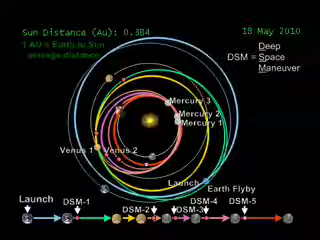 Sun Distance (Au): 0.384
18 May 2010
1 AU = Earth to Sun
average distance
Deep
DSM = Space
Maneuver
Mercury 3
Mercury 2
Mercury 1
Venus 1
Venus 2
Launch
Earth Flyby
Launch
DSM-1
DSM-2
DSM-3
DSM-4
DSM-5